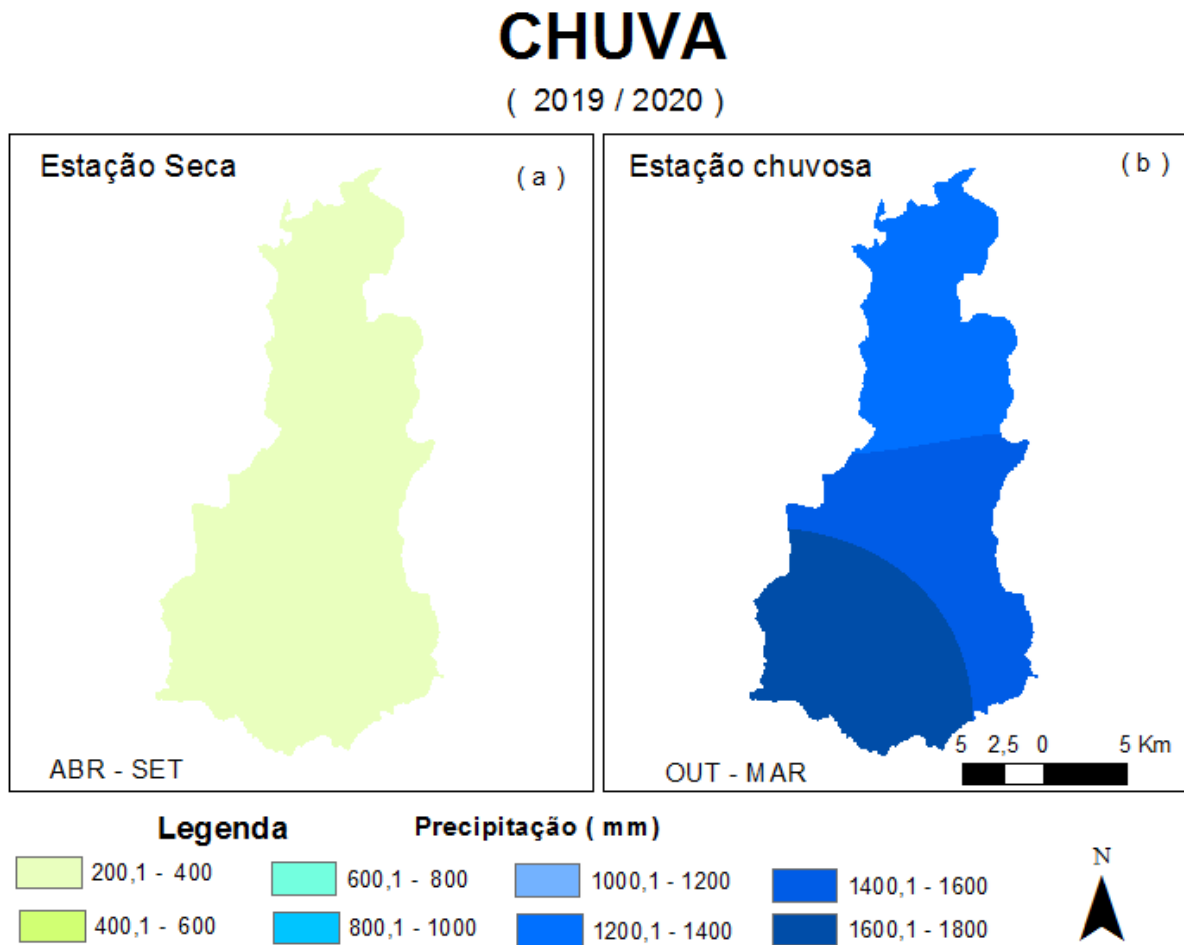 CHUVA
( 2019 / 2020 )
Estação Seca
( a )
ABR - SET
Estação chuvosa
( b )
OUT - MAR
5 2,5 0 5 Km
Legenda
Precipitação ( mm)
200,1 - 400
400,1 - 600
600,1 - 800
800,1 - 1000
1000,1 - 1200
1200,1 - 1400
1400,1 - 1600
1600,1 - 1800
N